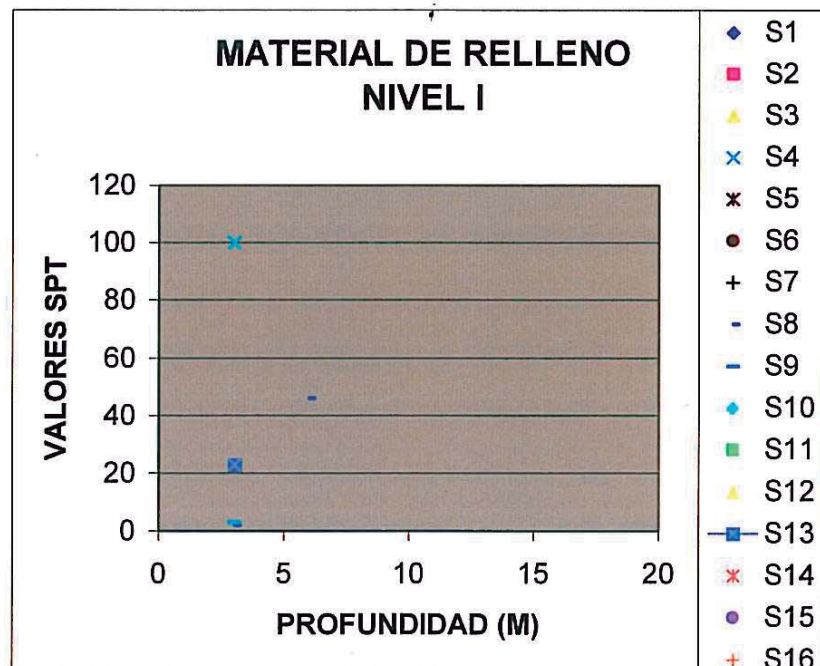 MATERIAL DE RELLENO
NIVEL I
VALORES SPT
120
100
80
60
40
20
0
0 5 10 15 20
PROFUNDIDAD (M)
S1
S2
S3
S4
S5
S6
S7
S8
S9
S10
S11
S12
S13
S14
S15
S16